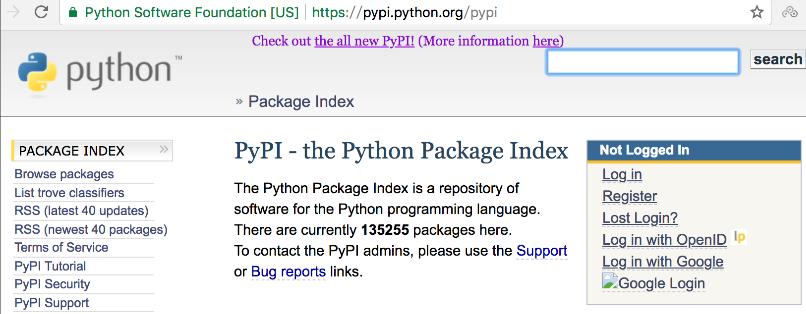 Python Software Foundation [US] https://pypi.python.org/pypi
Check out the all new PyPI! (More information here)
python™
search
» Package Index
PACKAGE INDEX »
Browse packages
List trove classifiers
RSS (latest 40 updates)
RSS (newest 40 packages)
Terms of Service
PyPI Tutorial
PyPI Security
PyPI Support
PyPI - the Python Package Index
The Python Package Index is a repository of
software for the Python programming language.
There are currently 135255 packages here.
To contact the PyPI admins, please use the Support
or Bug reports links.
Not Logged In
Log in
Register
Lost Login?
Log in with OpenID lp
Log in with Google
Google Login